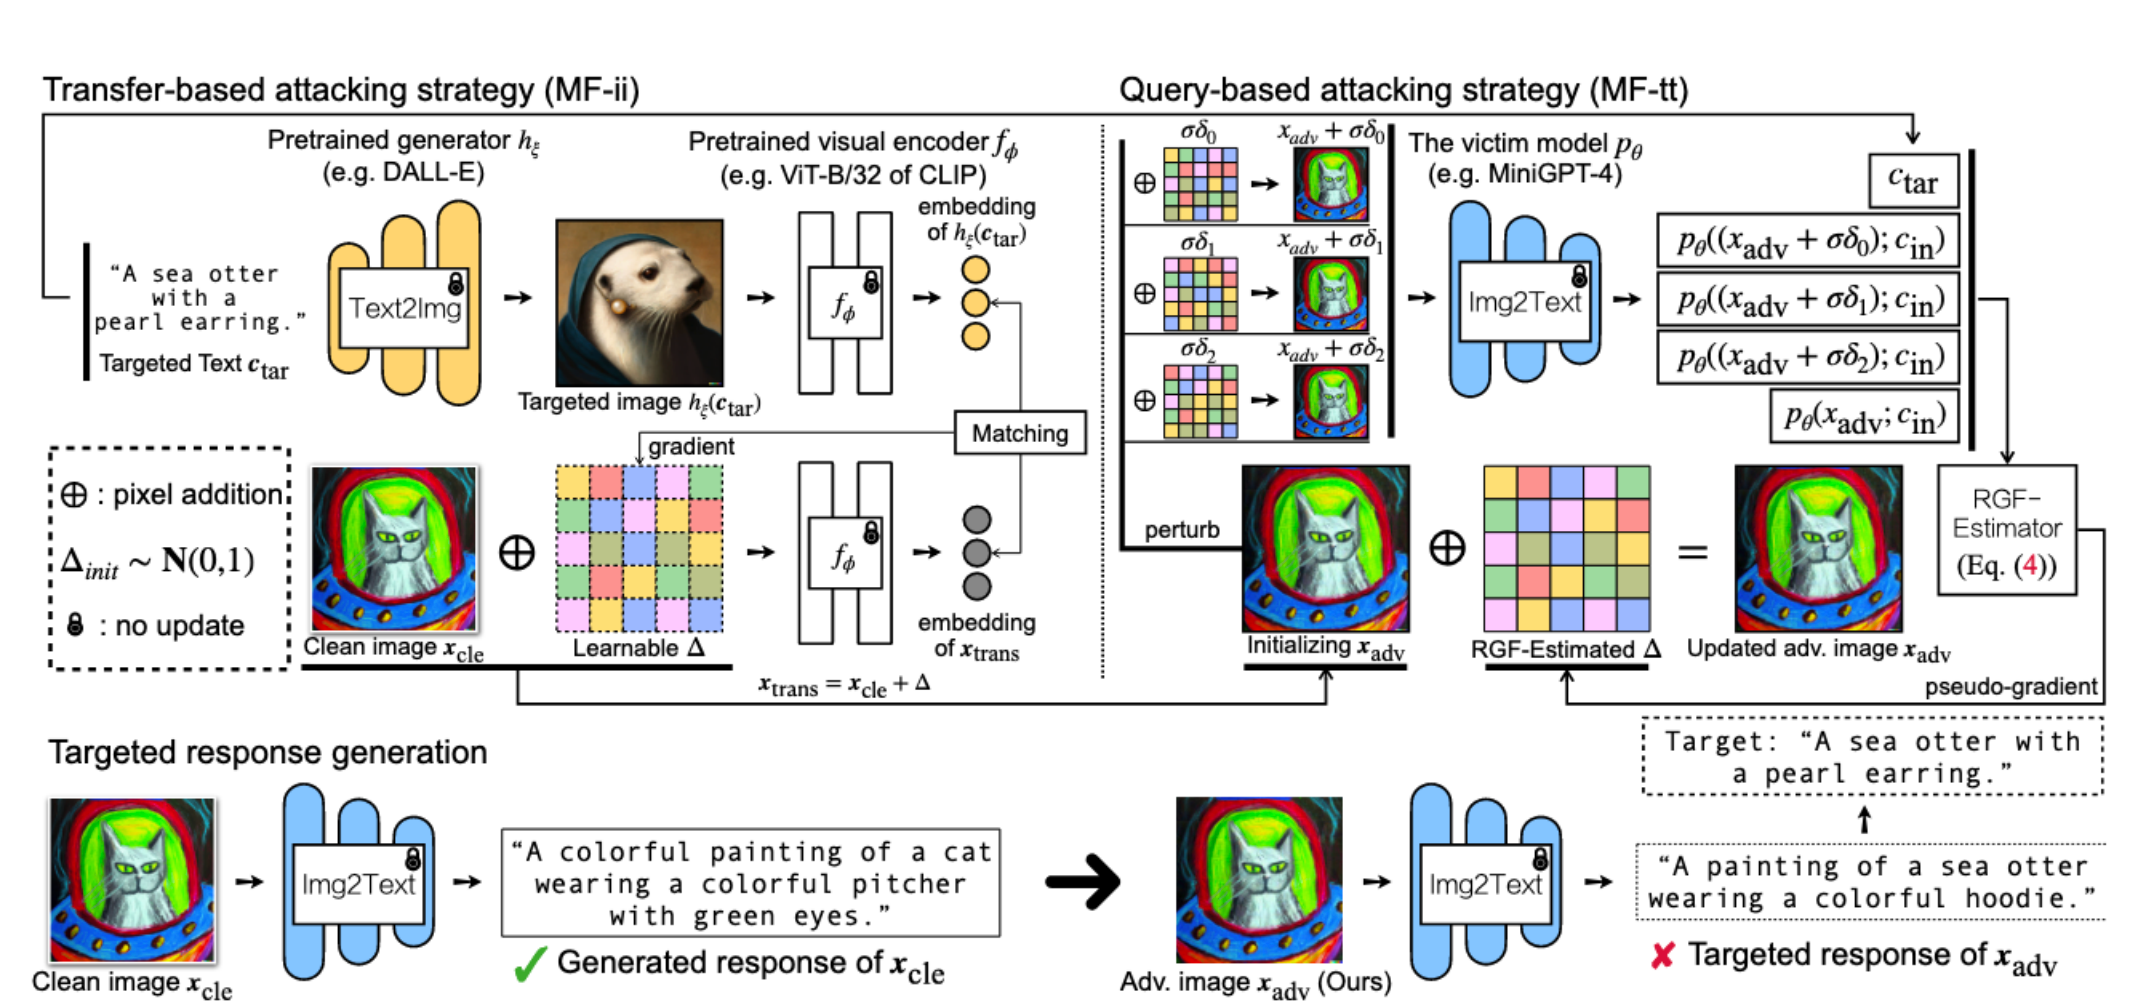 Transfer-based attacking strategy (MF-ii)
Pretrained generator h_ξ
(e.g. DALL-E)
Pretrained visual encoder f_ϕ
(e.g. ViT-B/32 of CLIP)
“A sea otter
with a
pearl earring.”
Targeted Text c_tar
Text2Img
Targeted image h_ξ(c_tar)
f_ϕ
embedding
of h_ξ(c_tar)
Matching
gradient
⊕ : pixel addition
Δ_init ~ N(0,1)
: no update
Clean image x_cle
⊕
Learnable Δ
f_ϕ
embedding
of x_trans
x_trans = x_cle + Δ
Query-based attacking strategy (MF-tt)
σδ_0
x_adv + σδ_0
⊕
σδ_1
x_adv + σδ_1
⊕
σδ_2
x_adv + σδ_2
⊕
The victim model p_θ
(e.g. MiniGPT-4)
Img2Text
c_tar
p_θ((x_adv + σδ_0); c_in)
p_θ((x_adv + σδ_1); c_in)
p_θ((x_adv + σδ_2); c_in)
p_θ(x_adv; c_in)
perturb
Initializing x_adv
⊕
RGF-Estimated Δ
=
Updated adv. image x_adv
RGF-
Estimator
(Eq. (4))
pseudo-gradient
Targeted response generation
Clean image x_cle
Img2Text
“A colorful painting of a cat
wearing a colorful pitcher
with green eyes.”
✓ Generated response of x_cle
Adv. image x_adv (Ours)
Img2Text
Target: “A sea otter with
a pearl earring.”
“A painting of a sea otter
wearing a colorful hoodie.”
✘ Targeted response of x_adv